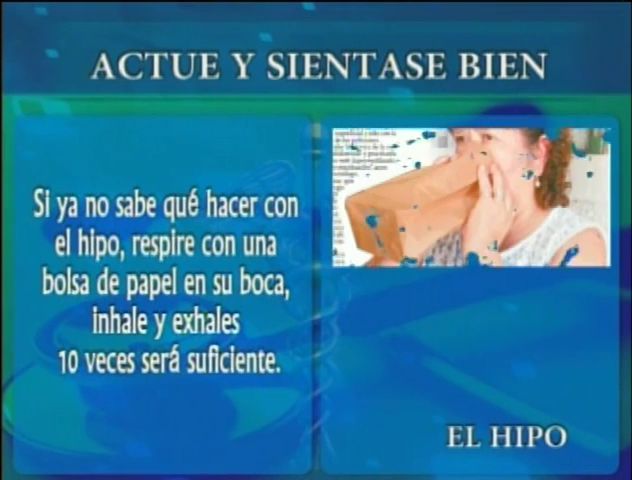 ACTUE Y SIENTASE BIEN
Si ya no sabe qué hacer con
el hipo, respire con una
bolsa de papel en su boca,
inhale y exhales
10 veces será suficiente.
EL HIPO